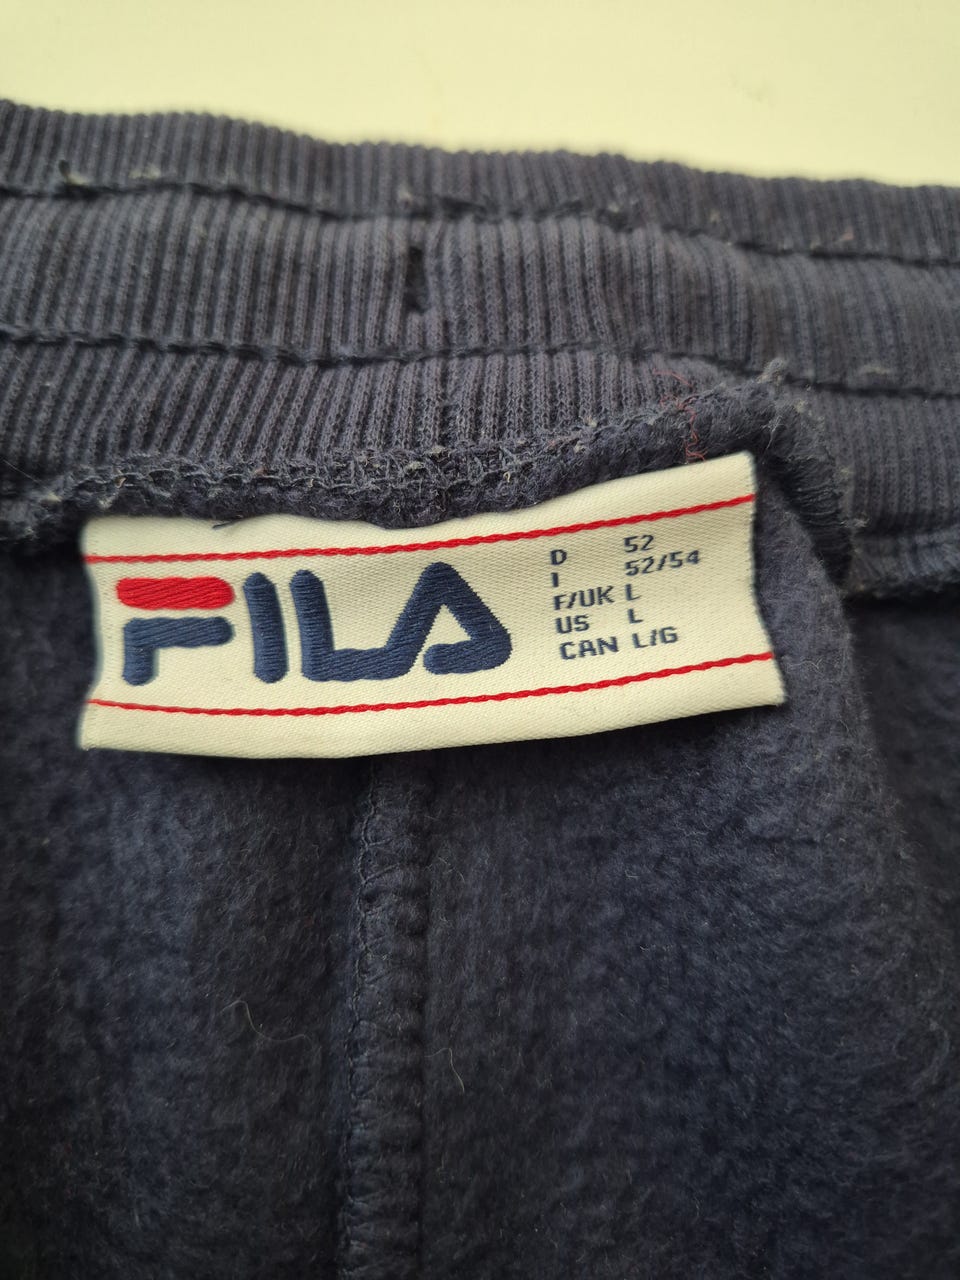 FILA
D 52
I 52/54
F/UK L
US L
CAN L/G